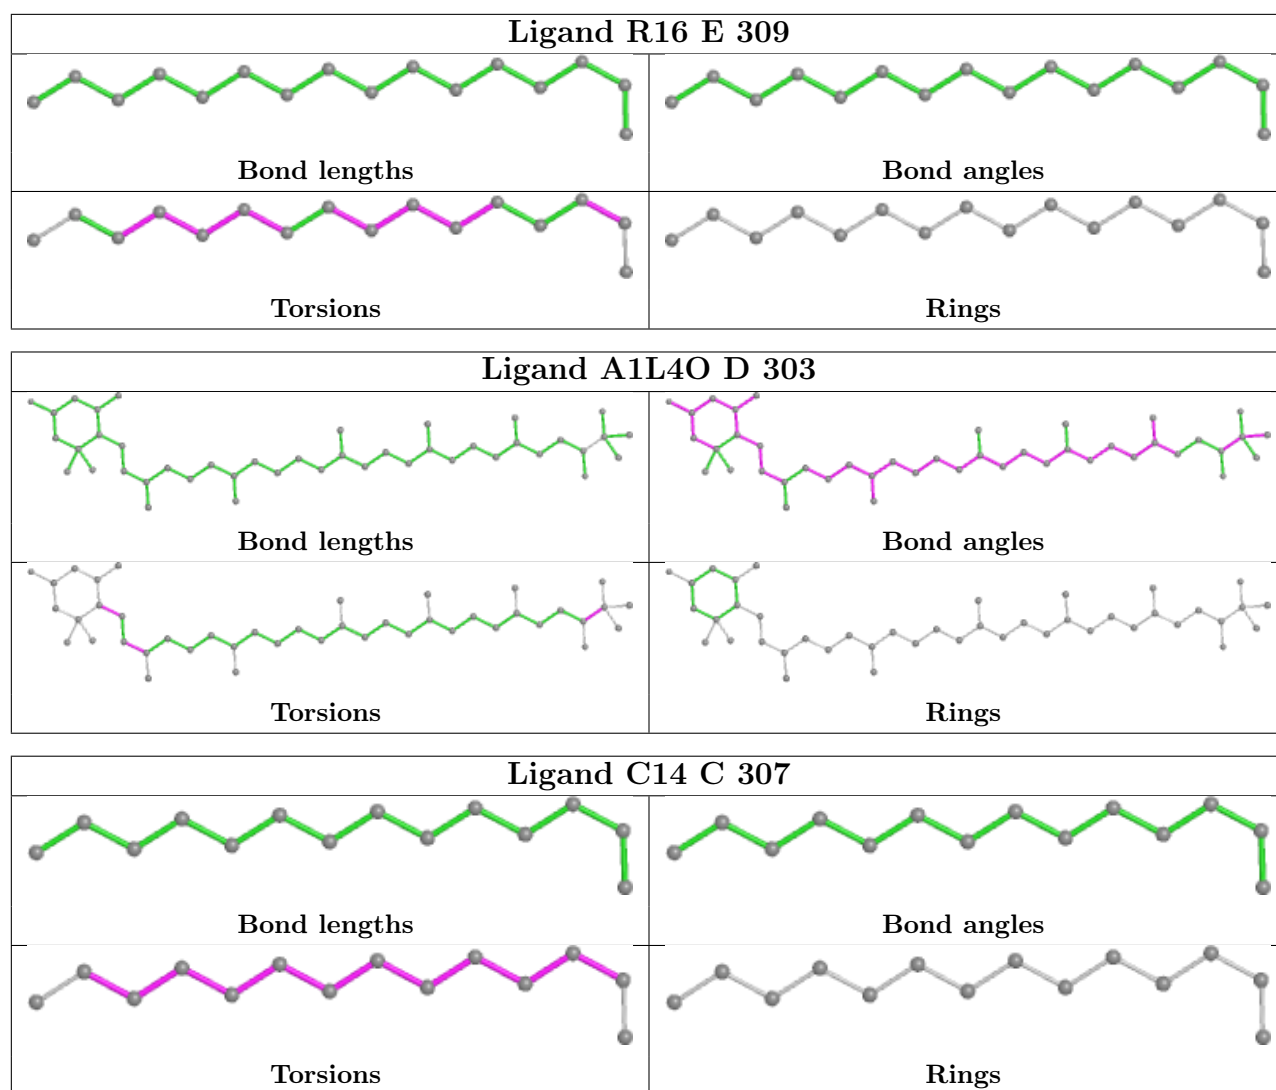 Ligand R16 E 309
Bond lengths
Bond angles
Torsions
Rings
Ligand A1L4O D 303
Bond lengths
Bond angles
Torsions
Rings
Ligand C14 C 307
Bond lengths
Bond angles
Torsions
Rings